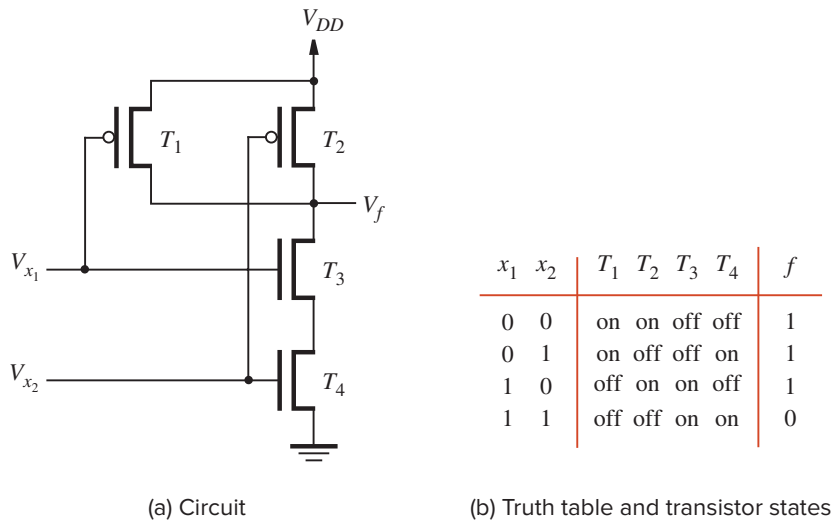 V_DD
T_1
T_2
V_f
V_x_1
T_3
V_x_2
T_4
x_1 x_2 T_1 T_2 T_3 T_4 f
0 0 on on off off 1
0 1 on off off on 1
1 0 off on on off 1
1 1 off off on on 0
(a) Circuit
(b) Truth table and transistor states